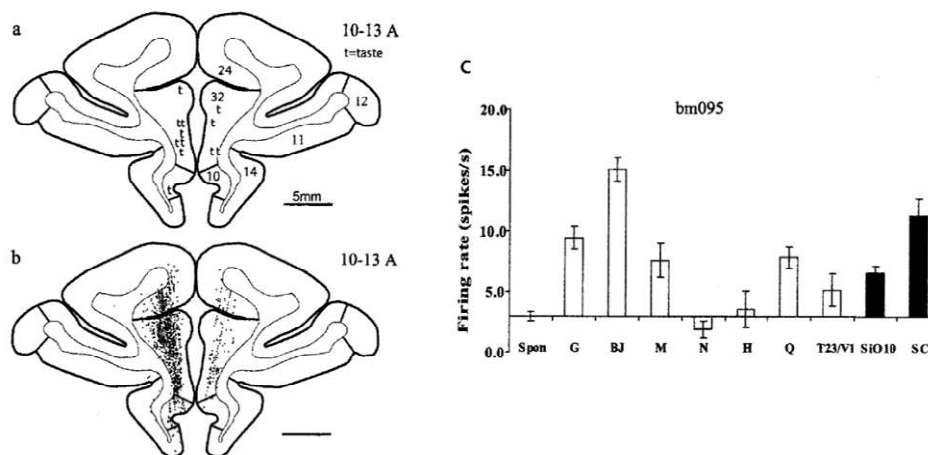 a
10-13 A
t=taste
24
t
32
t
12
tt
t
t
tt
t
t
tt
11
10
14
t
5mm
b
10-13 A
C
bm095
Firing rate (spikes/s)
20.0
15.0
10.0
5.0
0.0
Spon G BJ M N H Q T23/V1 SiO10 SC